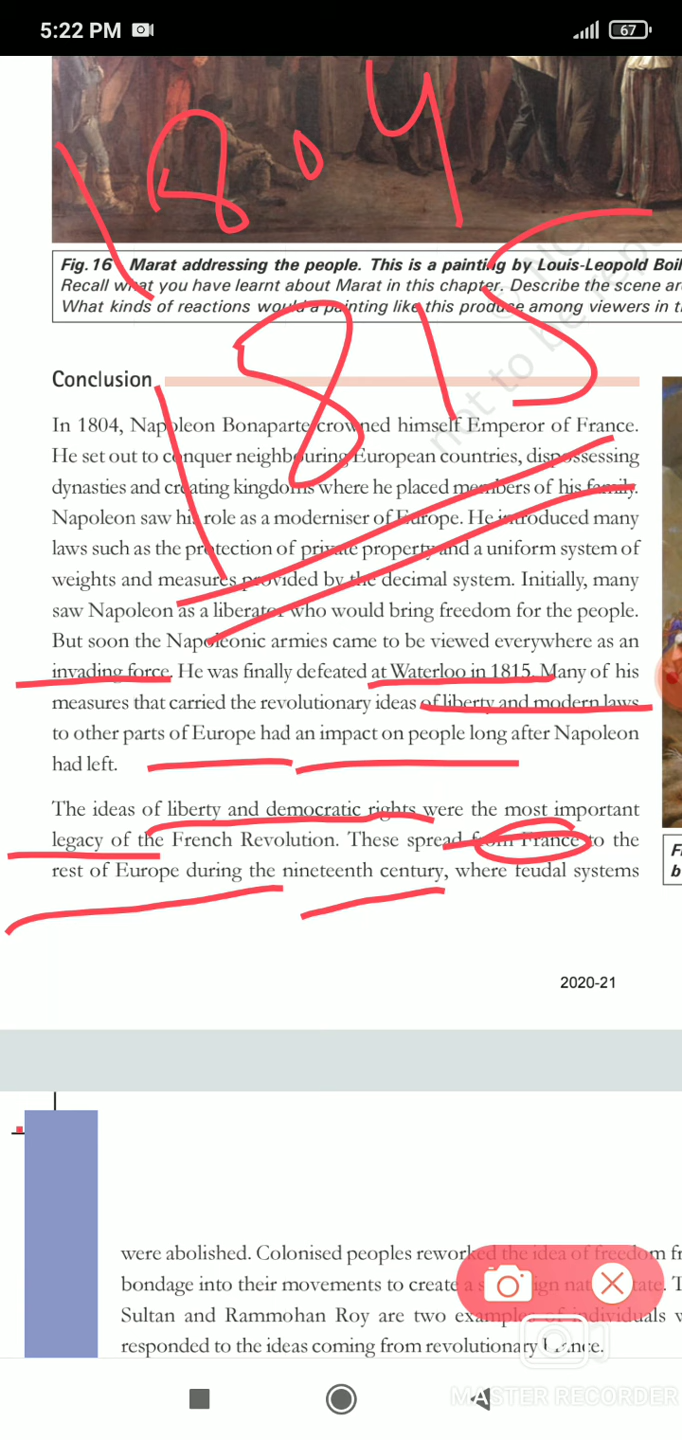 5:22 PM
67
1804
Fig.16 Marat addressing the people. This is a painting by Louis-Leopold Boil
Recall what you have learnt about Marat in this chapter. Describe the scene ar
What kinds of reactions would a painting like this produce among viewers in t
not to be
1815
Conclusion
In 1804, Napoleon Bonaparte crowned himself Emperor of France.
He set out to conquer neighbouring European countries, dispossessing
dynasties and creating kingdoms where he placed members of his family.
Napoleon saw his role as a moderniser of Europe. He introduced many
laws such as the protection of private property and a uniform system of
weights and measures provided by the decimal system. Initially, many
saw Napoleon as a liberator who would bring freedom for the people.
But soon the Napoleonic armies came to be viewed everywhere as an
invading force. He was finally defeated at Waterloo in 1815. Many of his
measures that carried the revolutionary ideas of liberty and modern laws
to other parts of Europe had an impact on people long after Napoleon
had left.
The ideas of liberty and democratic rights were the most important
legacy of the French Revolution. These spread from France to the
rest of Europe during the nineteenth century, where feudal systems
F
b
2020-21
were abolished. Colonised peoples reworked the idea of freedom fr
bondage into their movements to create a state. T
Sultan and Rammohan Roy are two examples of individuals w
responded to the ideas coming from revolutionary France.
MASTER RECORDER